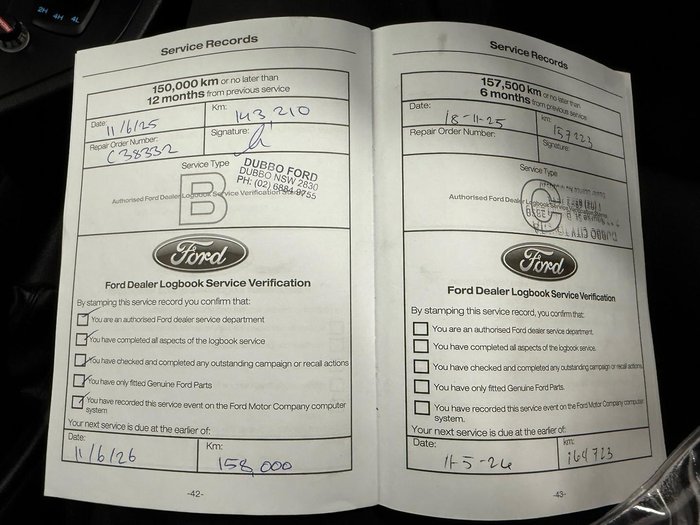 2H 4H 4L
Service Records
150,000 km or no later than
12 months from previous service
Date: 11/6/25
Km: 143,210
Repair Order Number: C38332
Signature:
Service Type
B
Authorised Ford Dealer Logbook Service Verification
DUBBO FORD
DUBBO NSW 2830
PH: (02) 6884 9755
Ford
Ford Dealer Logbook Service Verification
By stamping this service record you confirm that:
You are an authorised Ford dealer service department
You have completed all aspects of the logbook service
You have checked and completed any outstanding campaign or recall actions
You have only fitted Genuine Ford Parts
You have recorded this service event on the Ford Motor Company computer
system
Your next service is due at the earlier of:
Date: 11/6/26
Km: 158,000
-42-
Service Records
157,500 km or no later than
6 months from previous service
Date: 18-11-25
km: 157223
Repair Order Number:
Signature:
Service Type
C
Authorised Ford Dealer Logbook Service Verification
Ford
Ford Dealer Logbook Service Verification
By stamping this service record, you confirm that:
You are an authorised Ford dealer service department.
You have completed all aspects of the logbook service.
You have checked and completed any outstanding campaign or recall actions
You have only fitted Genuine Ford Parts.
You have recorded this service event on the Ford Motor Company computer
system.
Your next service is due at the earlier of:
Date: 11-5-26
km: 164723
-43-